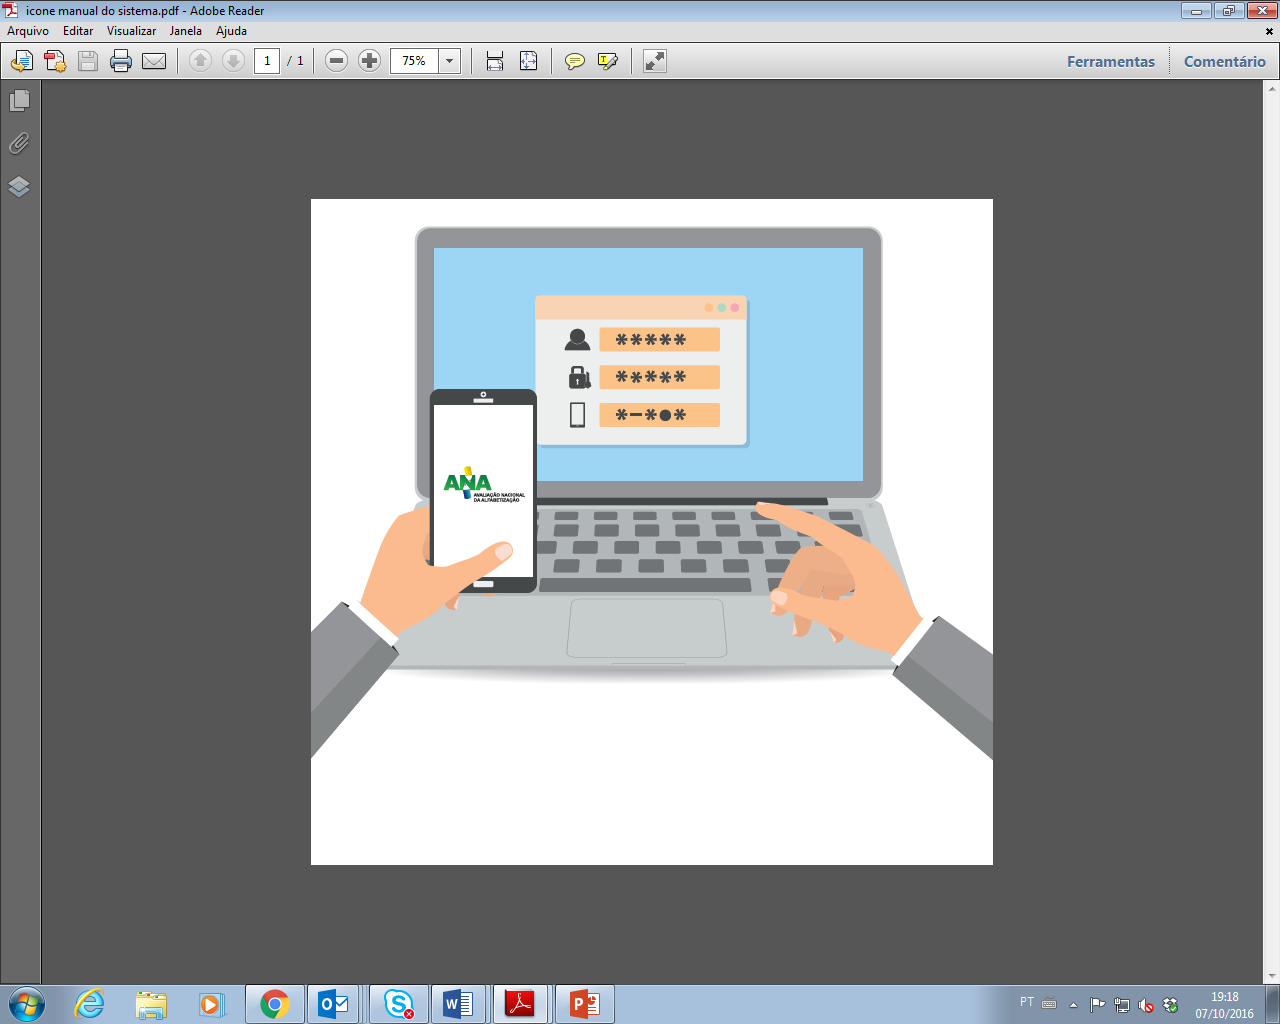 icone manual do sistema.pdf - Adobe Reader
Arquivo Editar Visualizar Janela Ajuda
1 / 1 75% Ferramentas Comentário
*****
*****
*–*●*
ANA
AVALIAÇÃO NACIONAL
DA ALFABETIZAÇÃO
PT 19:18
07/10/2016